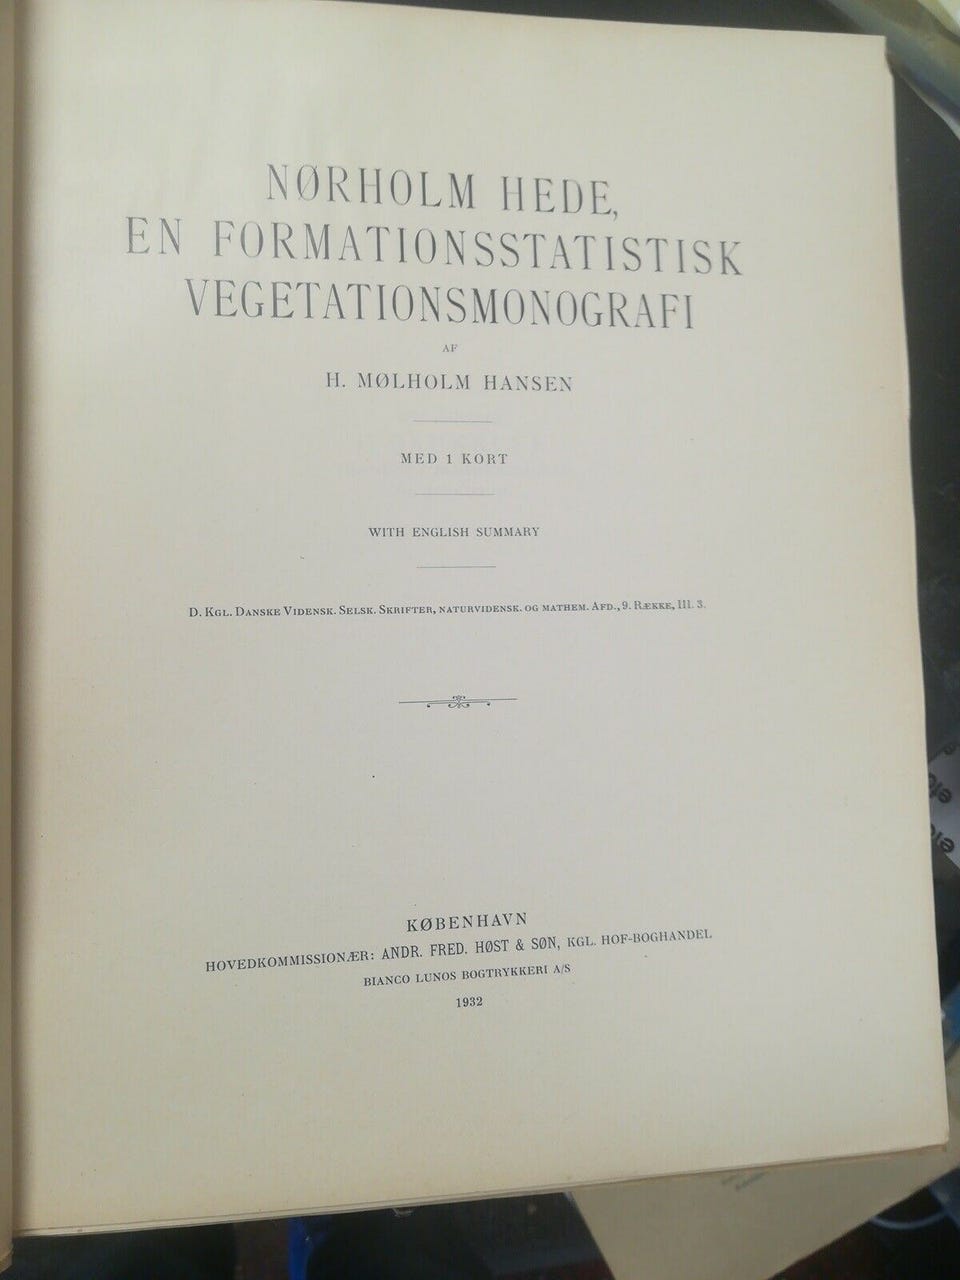 NØRHOLM HEDE,
EN FORMATIONSSTATISTISK
VEGETATIONSMONOGRAFI
AF
H. MØLHOLM HANSEN
MED 1 KORT
WITH ENGLISH SUMMARY
D. KGL. DANSKE VIDENSK. SELSK. SKRIFTER, NATURVIDENSK. OG MATHEM. AFD., 9. RÆKKE, III. 3.
KØBENHAVN
HOVEDKOMMISSIONÆR: ANDR. FRED. HØST & SØN, KGL. HOF-BOGHANDEL
BIANCO LUNOS BOGTRYKKERI A/S
1932